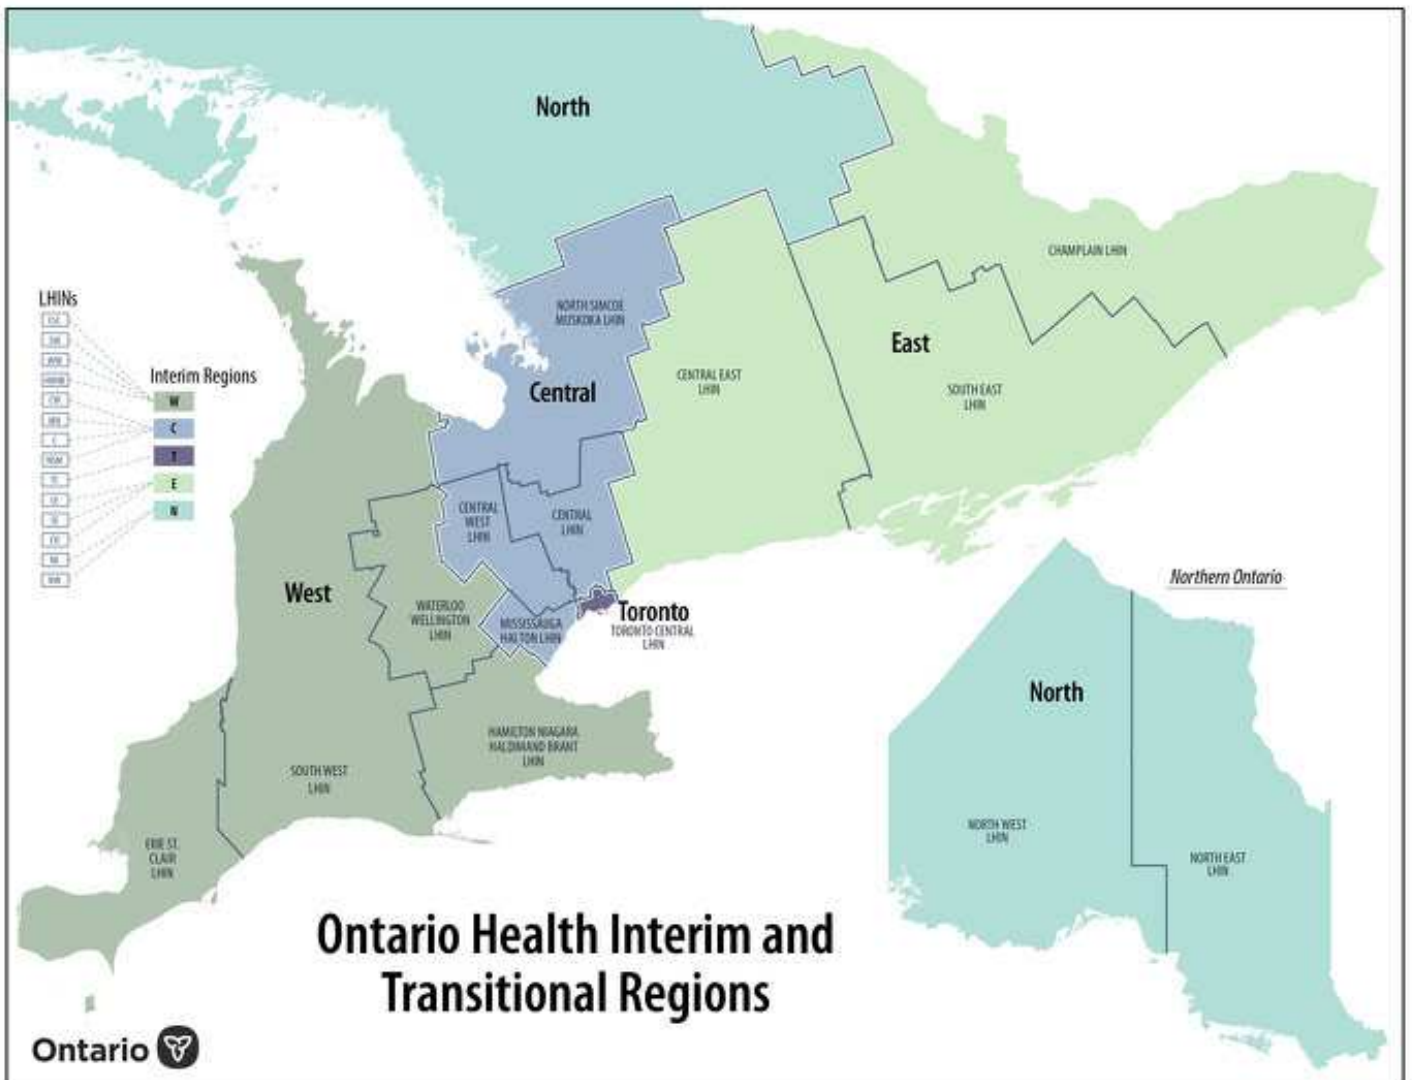 North
CHAMPLAIN LHIN
LHINs
NORTH SIMCOE
MUSKOKA LHIN
East
Interim Regions
CENTRAL EAST
LHIN
Central
SOUTH EAST
LHIN
W
C
T
E
N
CENTRAL
WEST
LHIN
CENTRAL
LHIN
Northern Ontario
West
WATERLOO
WELLINGTON
LHIN
MISSISSAUGA
HALTON LHIN
Toronto
TORONTO CENTRAL
LHIN
North
HAMILTON NIAGARA
HALDIMAND BRANT
LHIN
SOUTH WEST
LHIN
NORTH WEST
LHIN
ERIE ST.
CLAIR
LHIN
NORTH EAST
LHIN
Ontario Health Interim and
Transitional Regions
Ontario